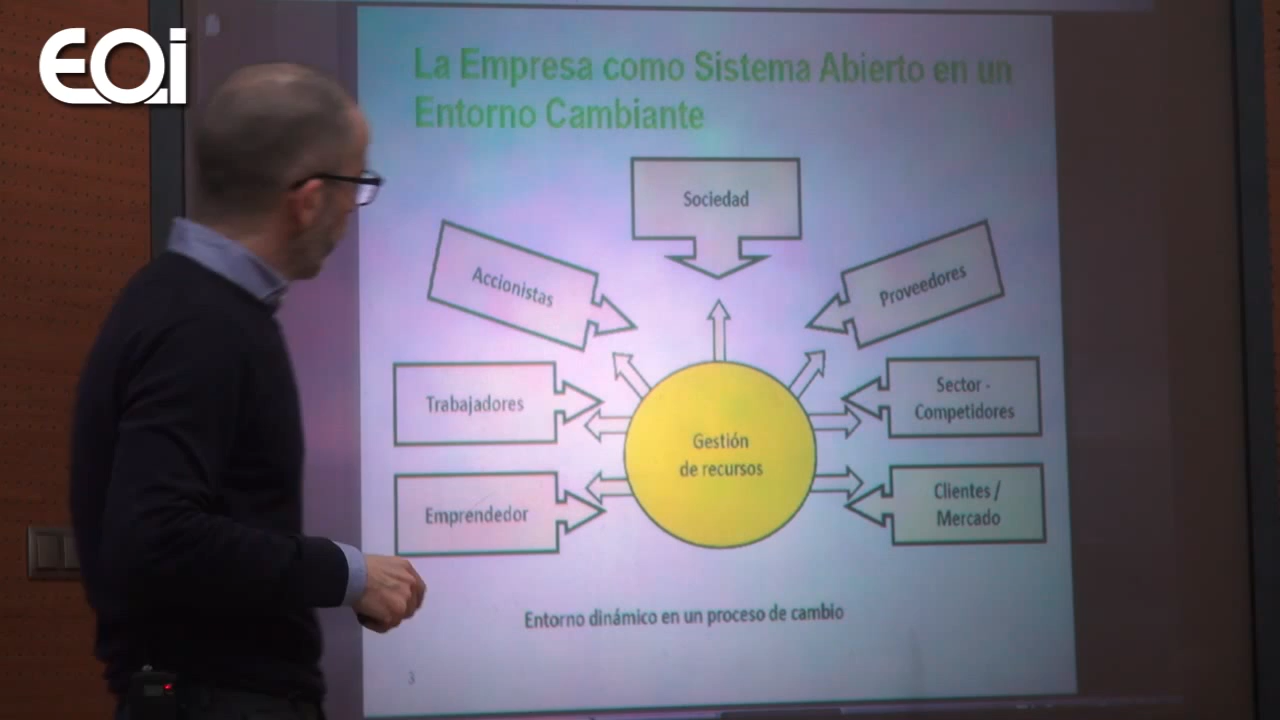 EOi
La Empresa como Sistema Abierto en un
Entorno Cambiante
Sociedad
Accionistas
Proveedores
Trabajadores
Sector -
Competidores
Gestión
de recursos
Emprendedor
Clientes /
Mercado
Entorno dinámico en un proceso de cambio
3